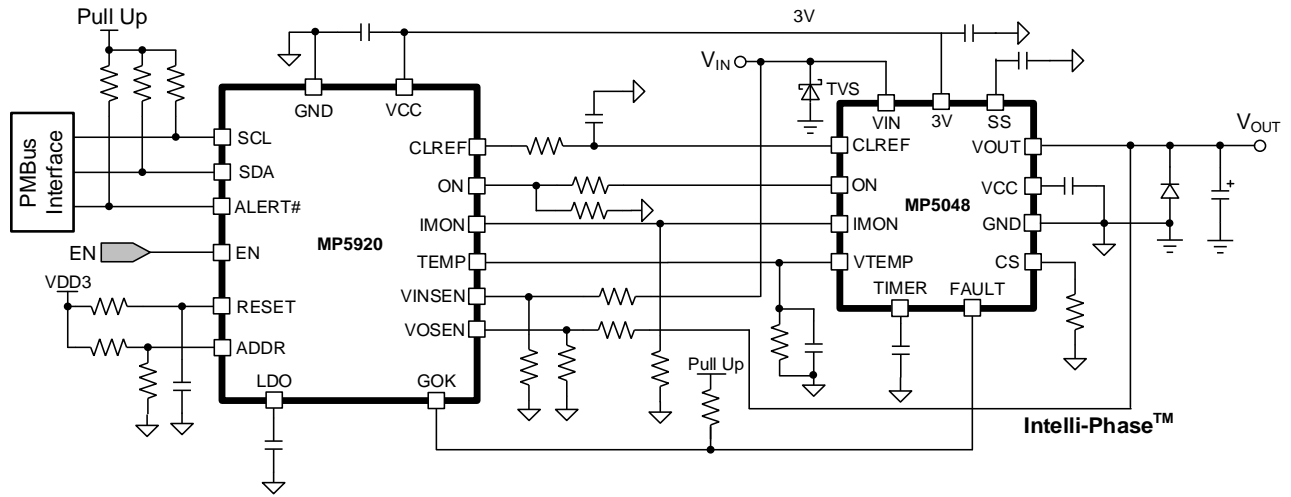 Pull Up
3V
VIN
TVS
GND
VCC
VIN
3V
SS
VOUT
PMBus
Interface
SCL
SDA
ALERT#
EN
EN
VDD3
RESET
ADDR
LDO
GOK
MP5920
CLREF
ON
IMON
TEMP
VINSEN
VOSEN
CLREF
ON
IMON
VTEMP
TIMER
FAULT
MP5048
VOUT
VCC
GND
CS
Pull Up
Intelli-Phase™